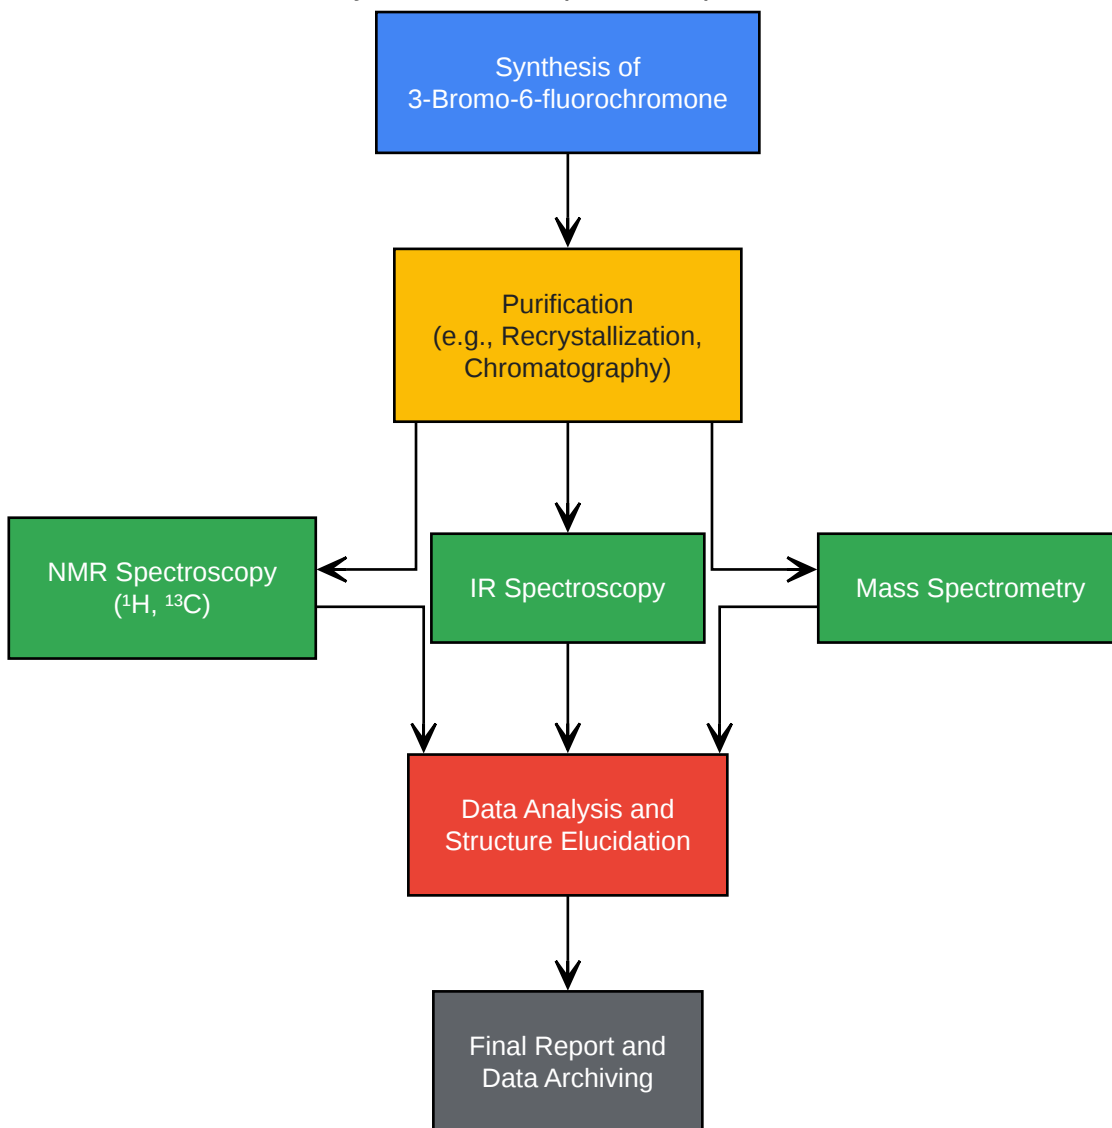 Synthesis of
3-Bromo-6-fluorochromone
Purification
(e.g., Recrystallization,
Chromatography)
NMR Spectroscopy
(¹H, ¹³C)
IR Spectroscopy
Mass Spectrometry
Data Analysis and
Structure Elucidation
Final Report and
Data Archiving